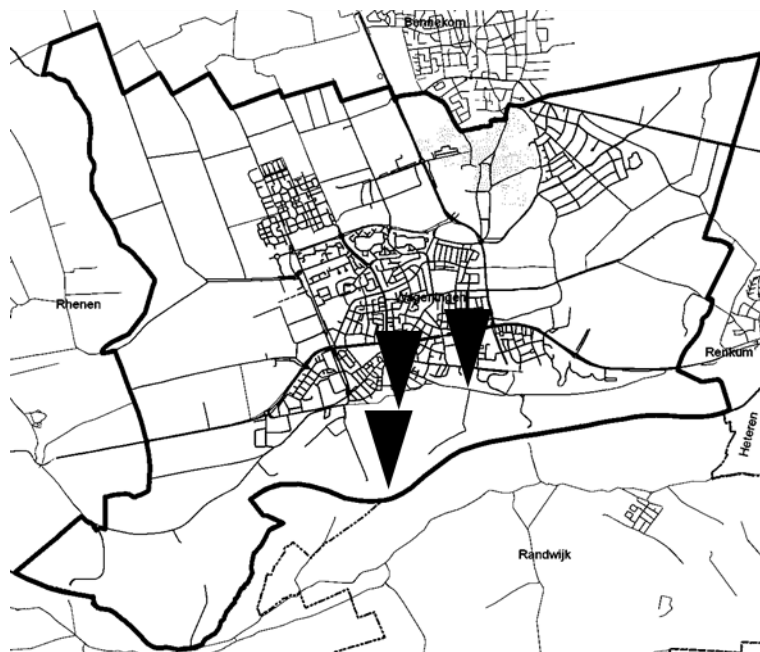 Bennekom
Rhenen
Wageningen
Renkum
Heteren
Randwijk